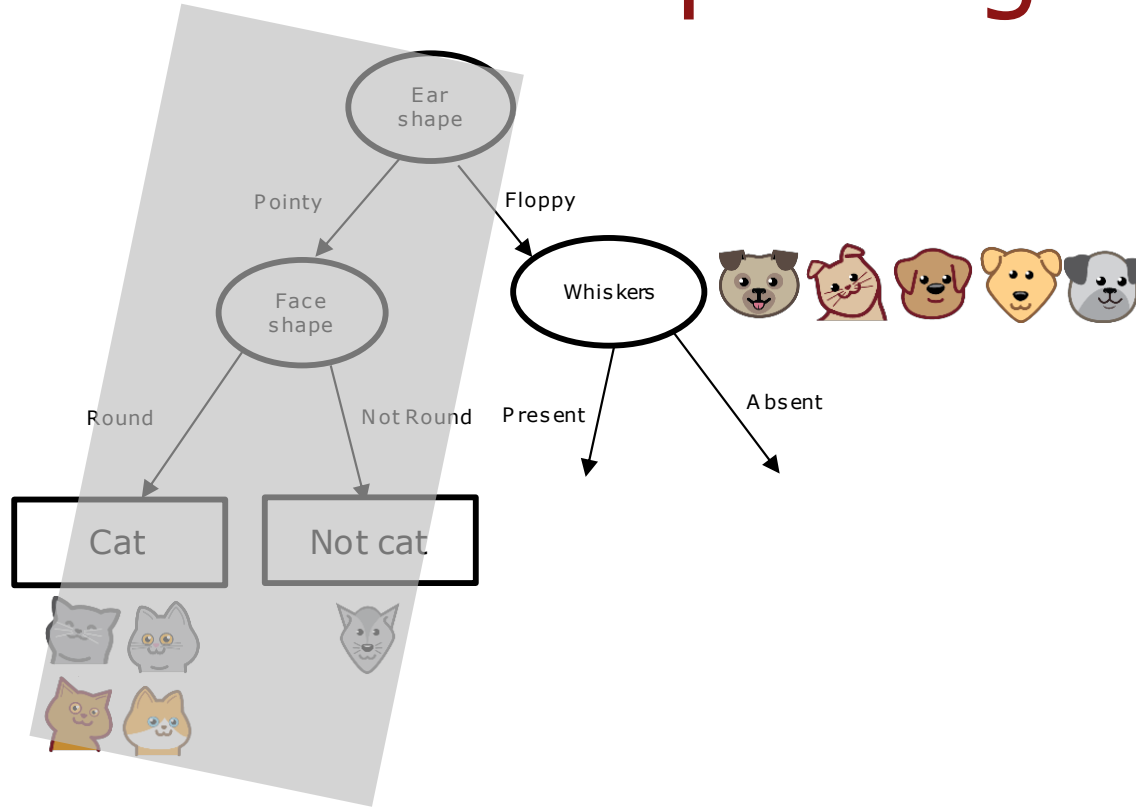 Ear
shape
Pointy
Floppy
Whiskers
Face
shape
Round
Not Round
Present
Absent
Cat
Not cat